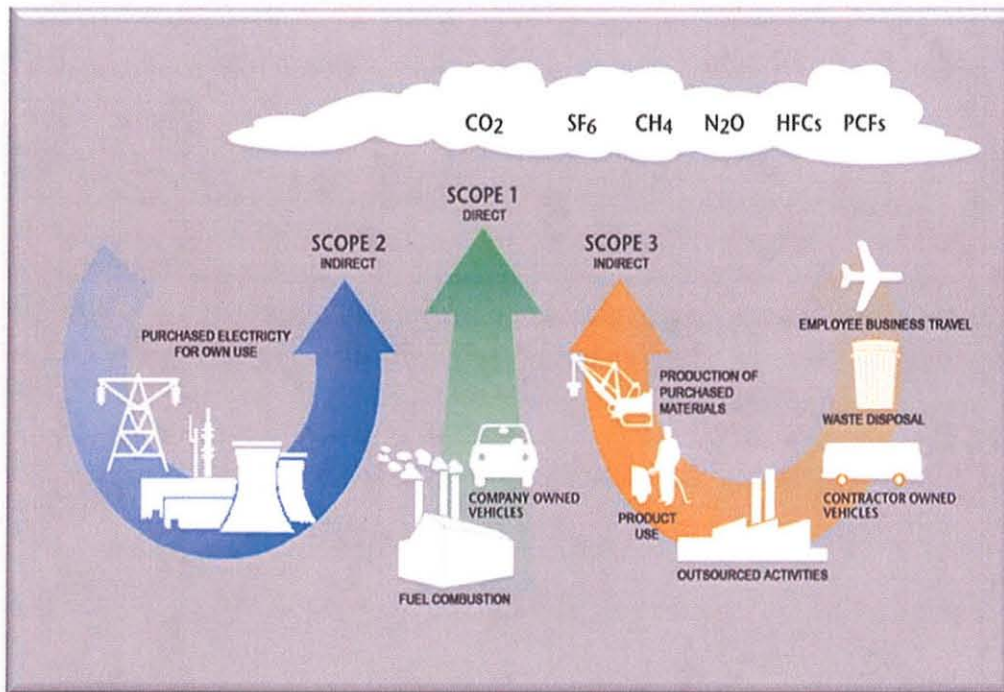 CO2 SF6 CH4 N2O HFCs PCFs
SCOPE 1
DIRECT
SCOPE 2
INDIRECT
SCOPE 3
INDIRECT
PURCHASED ELECTRICTY
FOR OWN USE
EMPLOYEE BUSINESS TRAVEL
PRODUCTION OF
PURCHASED
MATERIALS
WASTE DISPOSAL
COMPANY OWNED
VEHICLES
CONTRACTOR OWNED
VEHICLES
PRODUCT
USE
OUTSOURCED ACTIVITIES
FUEL COMBUSTION